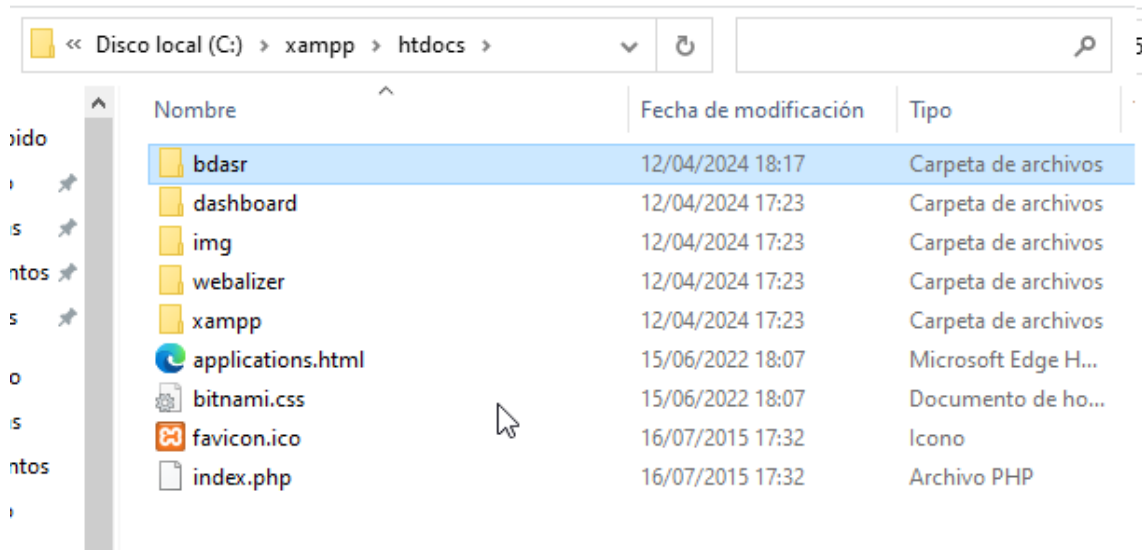 « Disco local (C:) > xampp > htdocs >
Nombre Fecha de modificación Tipo
bdasr 12/04/2024 18:17 Carpeta de archivos
dashboard 12/04/2024 17:23 Carpeta de archivos
img 12/04/2024 17:23 Carpeta de archivos
webalizer 12/04/2024 17:23 Carpeta de archivos
xampp 12/04/2024 17:23 Carpeta de archivos
applications.html 15/06/2022 18:07 Microsoft Edge H...
bitnami.css 15/06/2022 18:07 Documento de ho...
favicon.ico 16/07/2015 17:32 Icono
index.php 16/07/2015 17:32 Archivo PHP